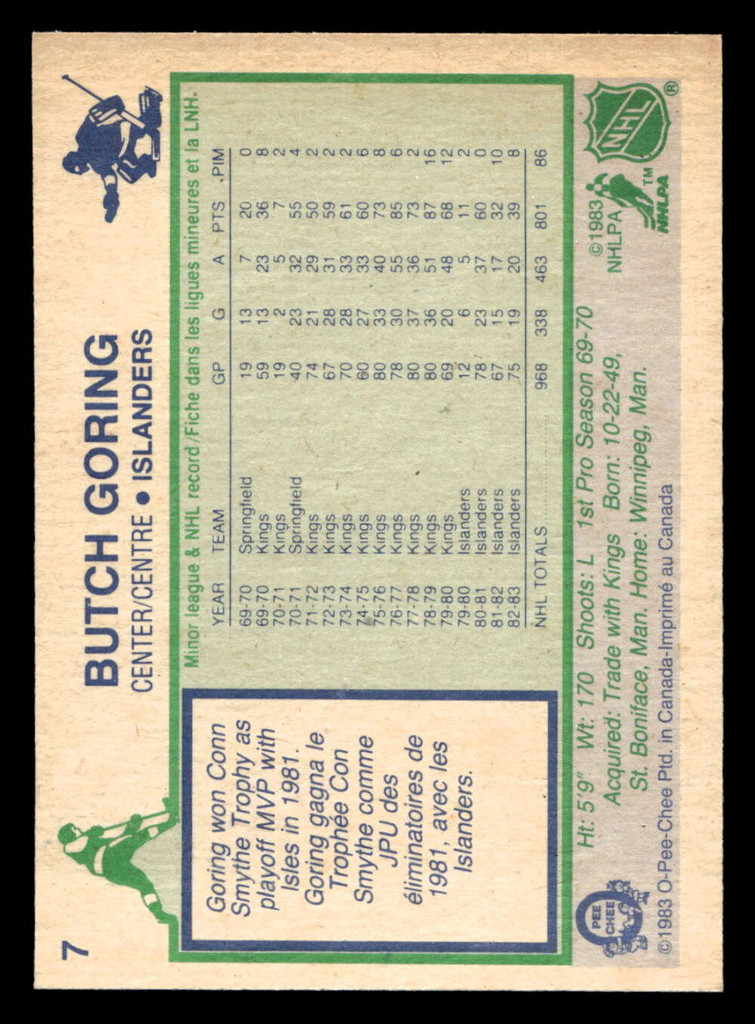 7
BUTCH GORING
CENTER/CENTRE • ISLANDERS
Goring won Conn
Smythe Trophy as
playoff MVP with
Isles in 1981.
Goring gagna le
Trophée Con
Smythe comme
JPU des
éliminatoires de
1981, avec les
Islanders.
Minor league & NHL record/Fiche dans les ligues mineures et la LNH.
YEAR TEAM GP G A PTS PIM
69-70 Springfield 19 13 7 20 0
69-70 Kings 59 13 23 36 8
70-71 Kings 19 2 5 7 2
70-71 Springfield 40 23 32 55 4
71-72 Kings 74 21 29 50 2
72-73 Kings 67 28 31 59 2
73-74 Kings 70 28 33 61 2
74-75 Kings 60 27 33 60 6
75-76 Kings 80 33 40 73 8
76-77 Kings 78 30 55 85 6
77-78 Kings 80 37 36 73 2
78-79 Kings 80 36 51 87 16
79-80 Kings 69 20 48 68 12
79-80 Islanders 12 6 5 11 2
80-81 Islanders 78 23 37 60 0
81-82 Islanders 67 15 17 32 10
82-83 Islanders 75 19 20 39 8
NHL TOTALS 968 338 463 801 86
Ht: 5'9" Wt: 170 Shoots: L 1st Pro Season 69-70
Acquired: Trade with Kings Born: 10-22-49,
St. Boniface, Man. Home: Winnipeg, Man.
O
PEE
CHEE
©1983 O-Pee-Chee Ptd. in Canada-Imprimé au Canada
©1983
NHLPA
NHLPA
TM
NHL
®